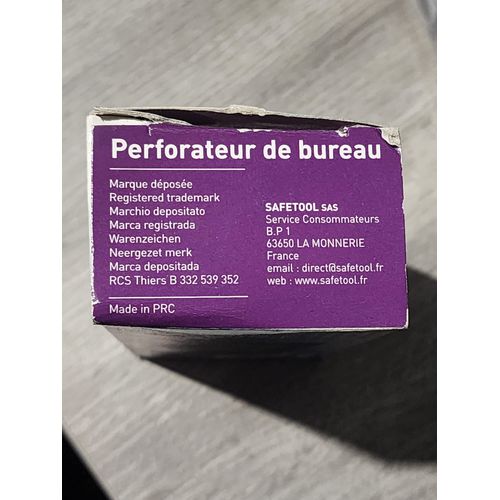 Perforateur de bureau
Marque déposée
Registered trademark
Marchio depositato
Marca registrada
Warenzeichen
Neergezet merk
Marca depositada
RCS Thiers B 332 539 352
Made in PRC
SAFETOOL SAS
Service Consommateurs
B.P 1
63650 LA MONNERIE
France
email : direct@safetool.fr
web : www.safetool.fr